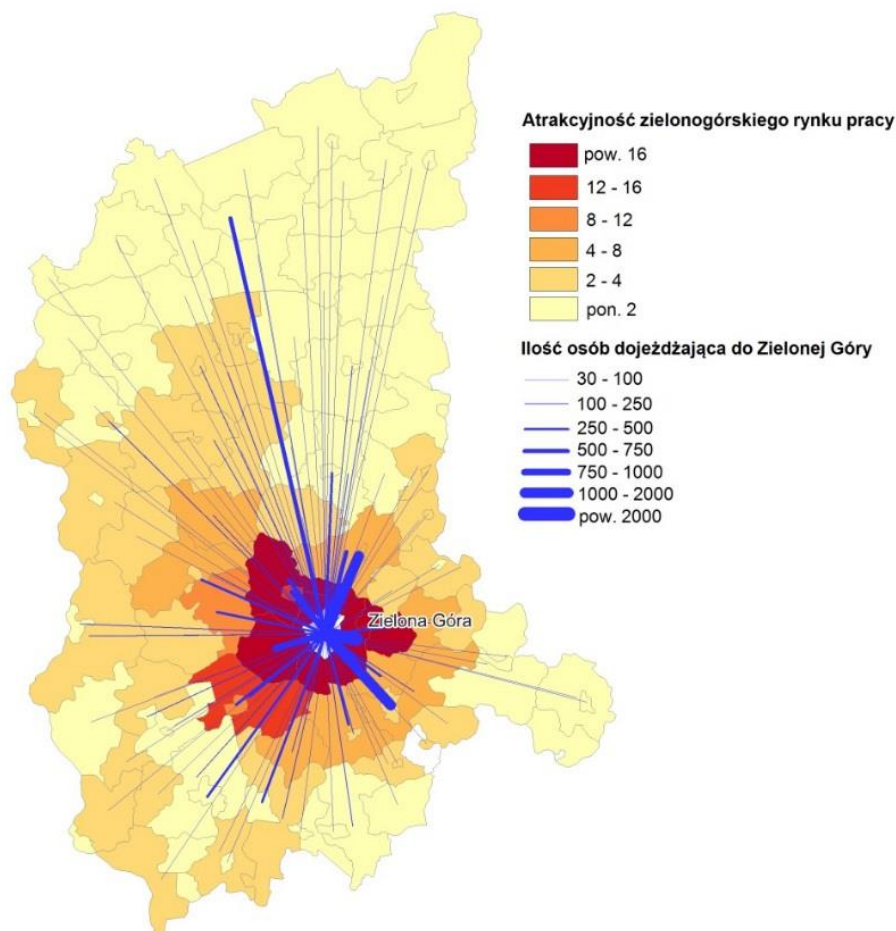 Atrakcyjność zielonogórskiego rynku pracy
pow. 16
12 - 16
8 - 12
4 - 8
2 - 4
pon. 2
Ilość osób dojeżdżająca do Zielonej Góry
30 - 100
100 - 250
250 - 500
500 - 750
750 - 1000
1000 - 2000
pow. 2000
Zielona Góra